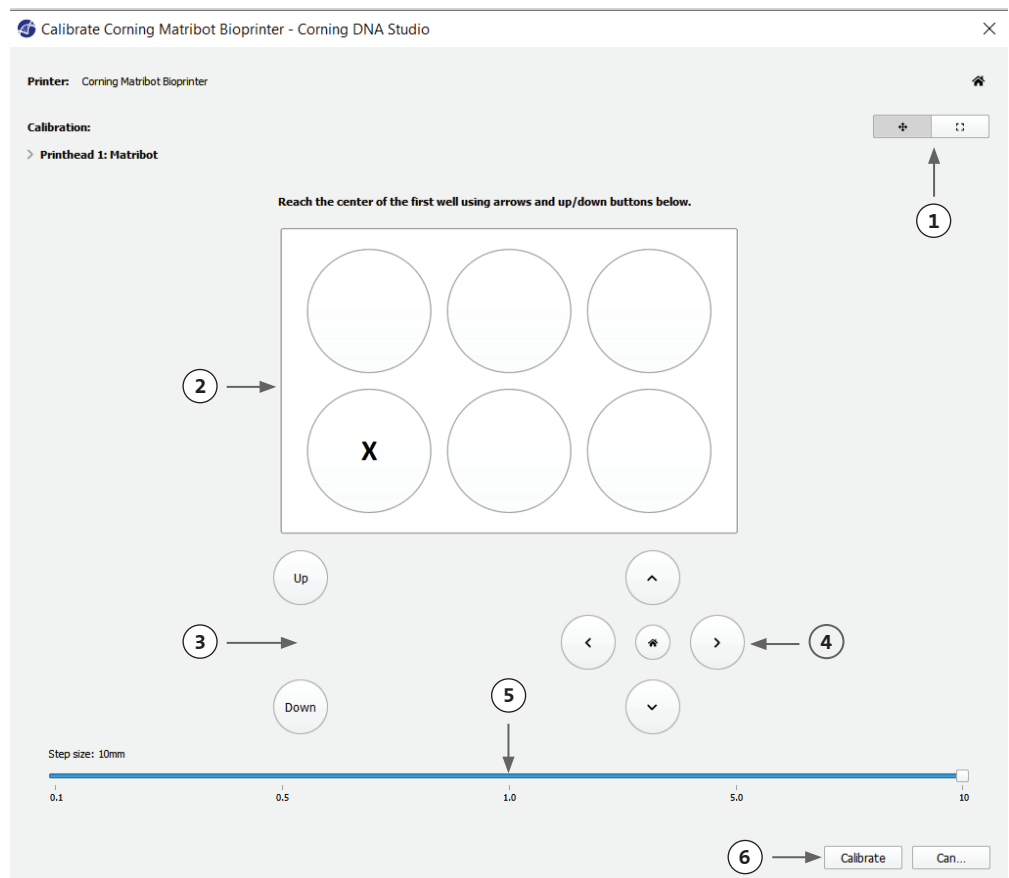 Calibrate Corning Matribot Bioprinter - Corning DNA Studio
Printer: Corning Matribot Bioprinter
Calibration:
Printhead 1: Matribot
1
Reach the center of the first well using arrows and up/down buttons below.
2
X
Up
3
4
Down
5
Step size: 10mm
0.1 0.5 1.0 5.0 10
6 Calibrate Can...